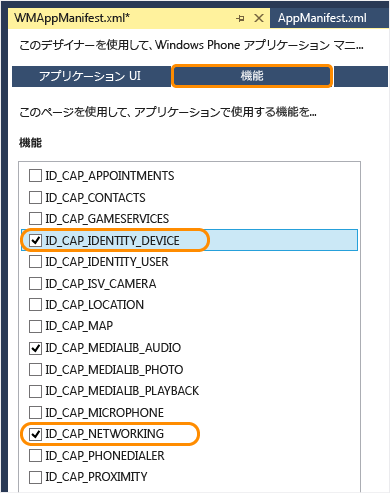 WMAppManifest.xml*
AppManifest.xml
このデザイナーを使用して、Windows Phone アプリケーション マニ...
アプリケーション UI
機能
このページを使用して、アプリケーションで使用する機能を...
機能
ID_CAP_APPOINTMENTS
ID_CAP_CONTACTS
ID_CAP_GAMESERVICES
ID_CAP_IDENTITY_DEVICE
ID_CAP_IDENTITY_USER
ID_CAP_ISV_CAMERA
ID_CAP_LOCATION
ID_CAP_MAP
ID_CAP_MEDIALIB_AUDIO
ID_CAP_MEDIALIB_PHOTO
ID_CAP_MEDIALIB_PLAYBACK
ID_CAP_MICROPHONE
ID_CAP_NETWORKING
ID_CAP_PHONEDIALER
ID_CAP_PROXIMITY